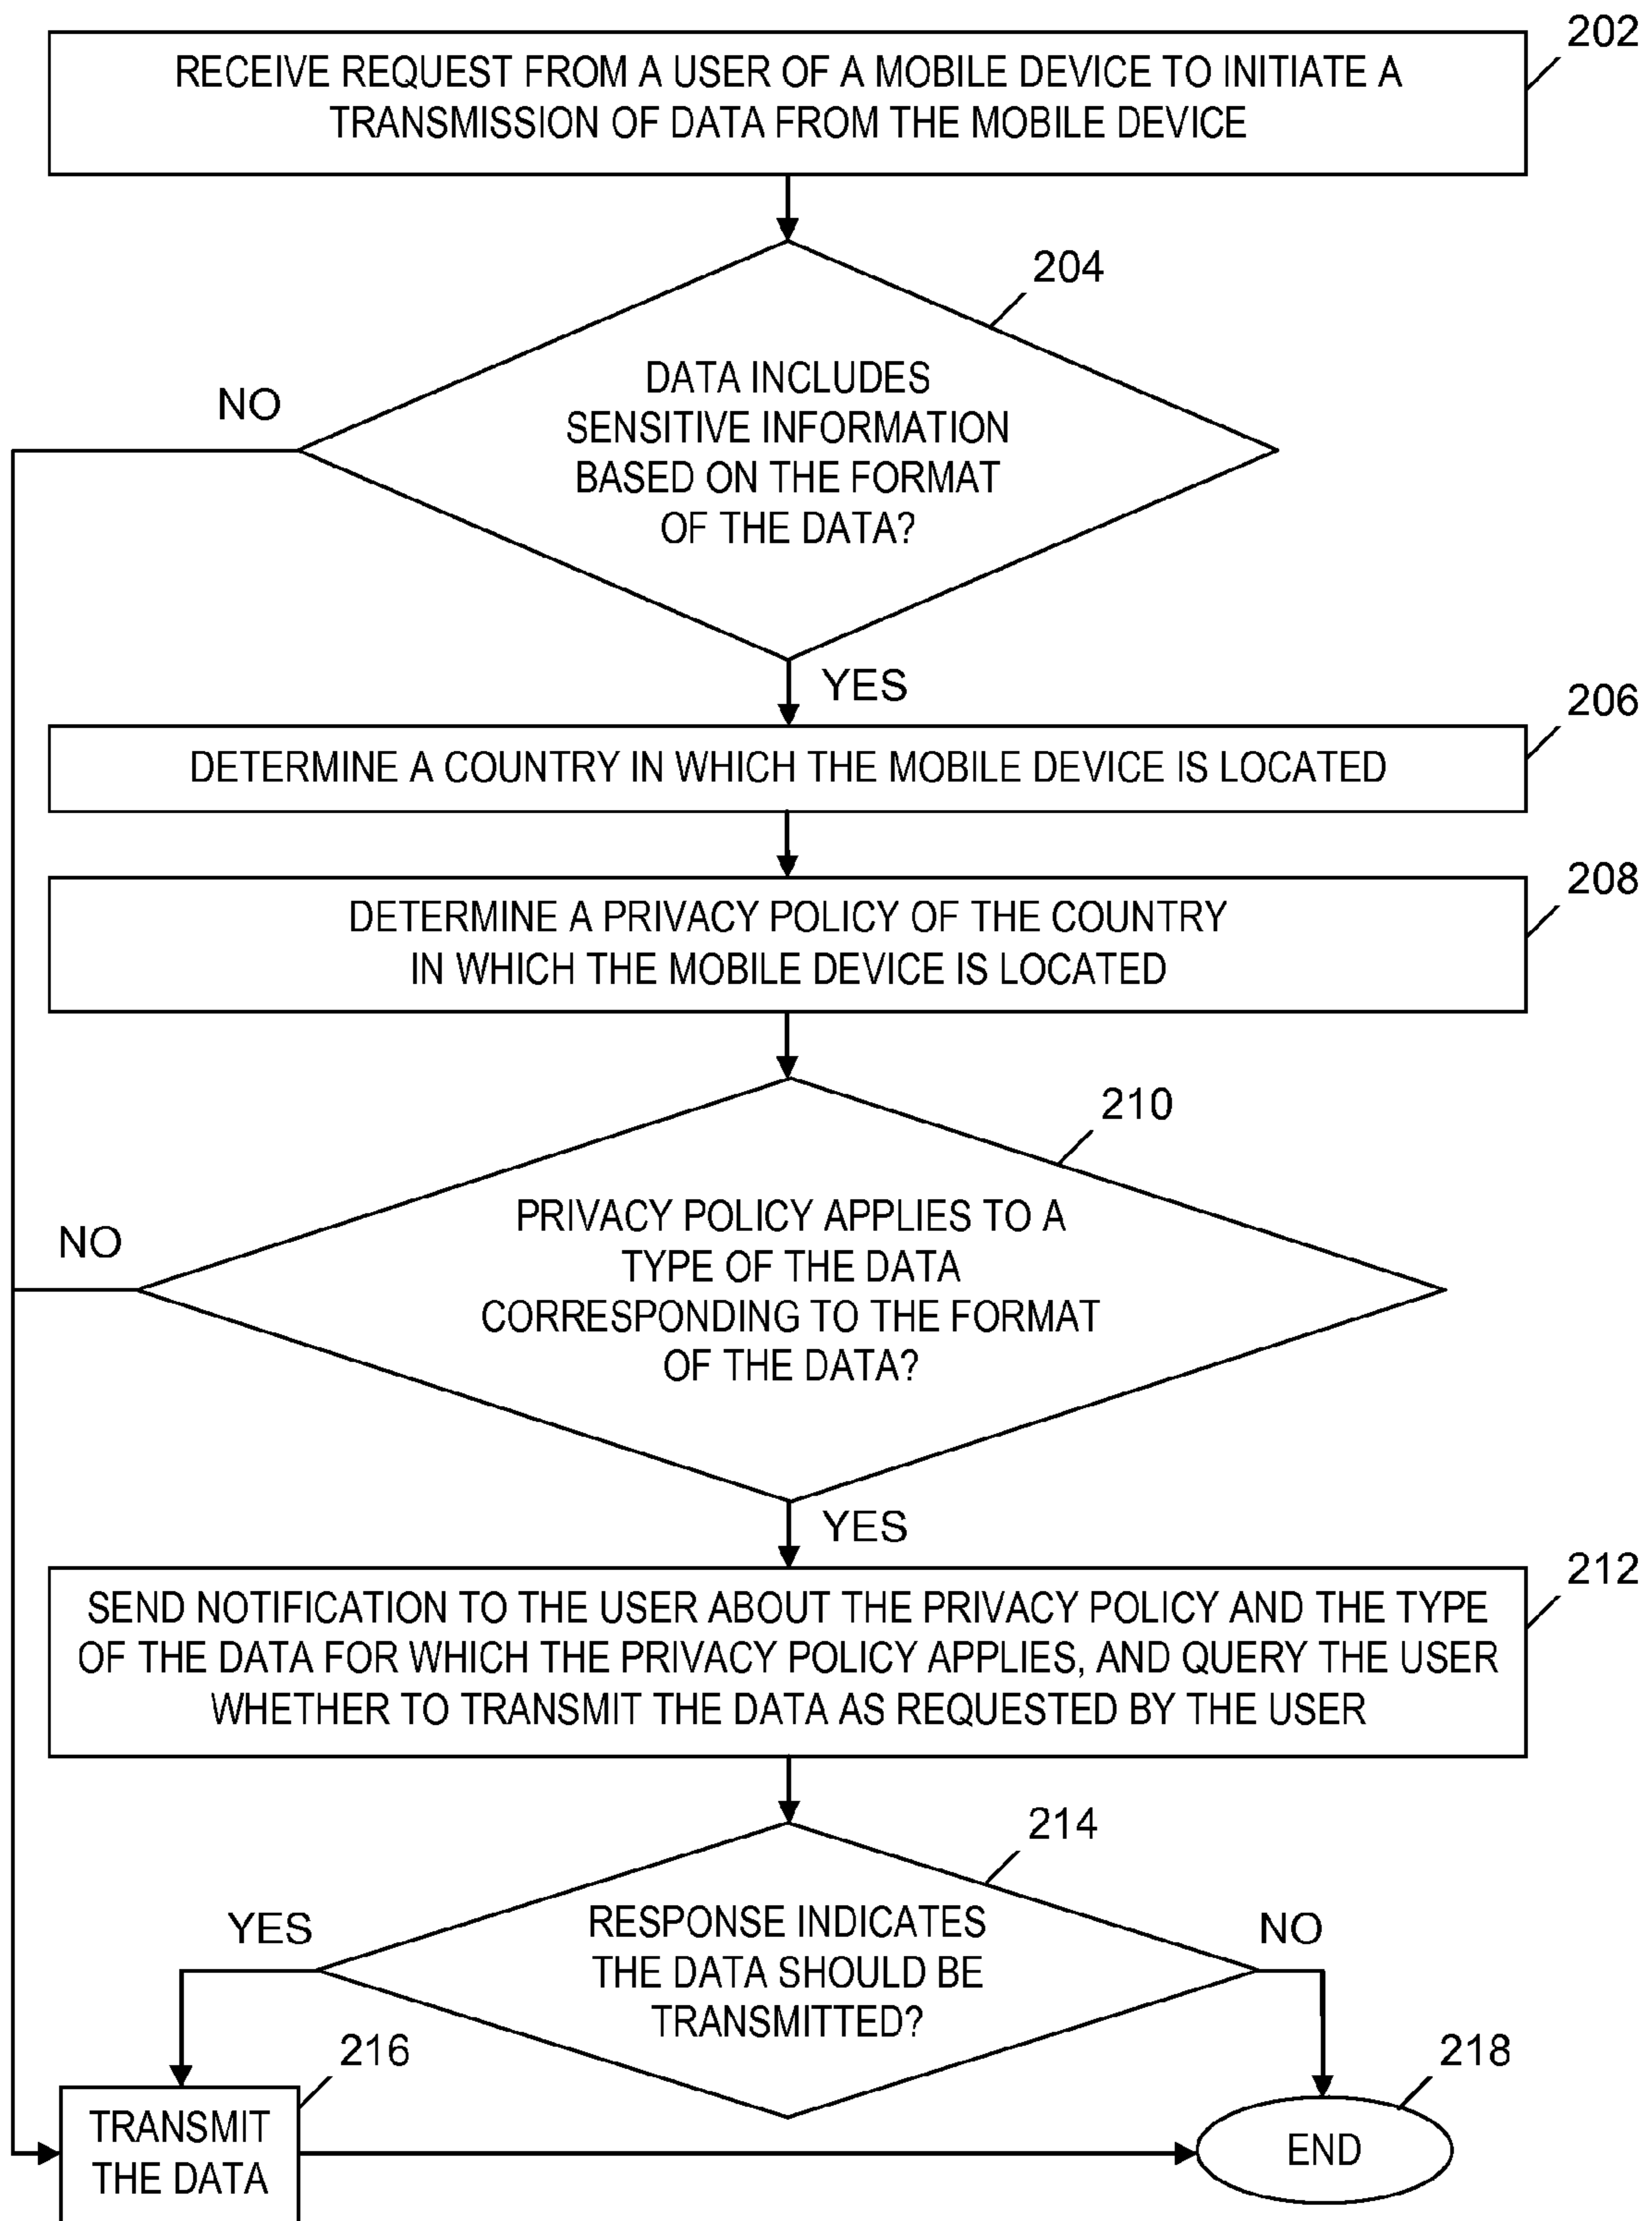 202
RECEIVE REQUEST FROM A USER OF A MOBILE DEVICE TO INITIATE A
TRANSMISSION OF DATA FROM THE MOBILE DEVICE
204
DATA INCLUDES
SENSITIVE INFORMATION
BASED ON THE FORMAT
OF THE DATA?
NO
YES
206
DETERMINE A COUNTRY IN WHICH THE MOBILE DEVICE IS LOCATED
208
DETERMINE A PRIVACY POLICY OF THE COUNTRY
IN WHICH THE MOBILE DEVICE IS LOCATED
210
PRIVACY POLICY APPLIES TO A
TYPE OF THE DATA
CORRESPONDING TO THE FORMAT
OF THE DATA?
NO
YES
212
SEND NOTIFICATION TO THE USER ABOUT THE PRIVACY POLICY AND THE TYPE
OF THE DATA FOR WHICH THE PRIVACY POLICY APPLIES, AND QUERY THE USER
WHETHER TO TRANSMIT THE DATA AS REQUESTED BY THE USER
214
RESPONSE INDICATES
THE DATA SHOULD BE
TRANSMITTED?
YES
NO
216
TRANSMIT
THE DATA
218
END